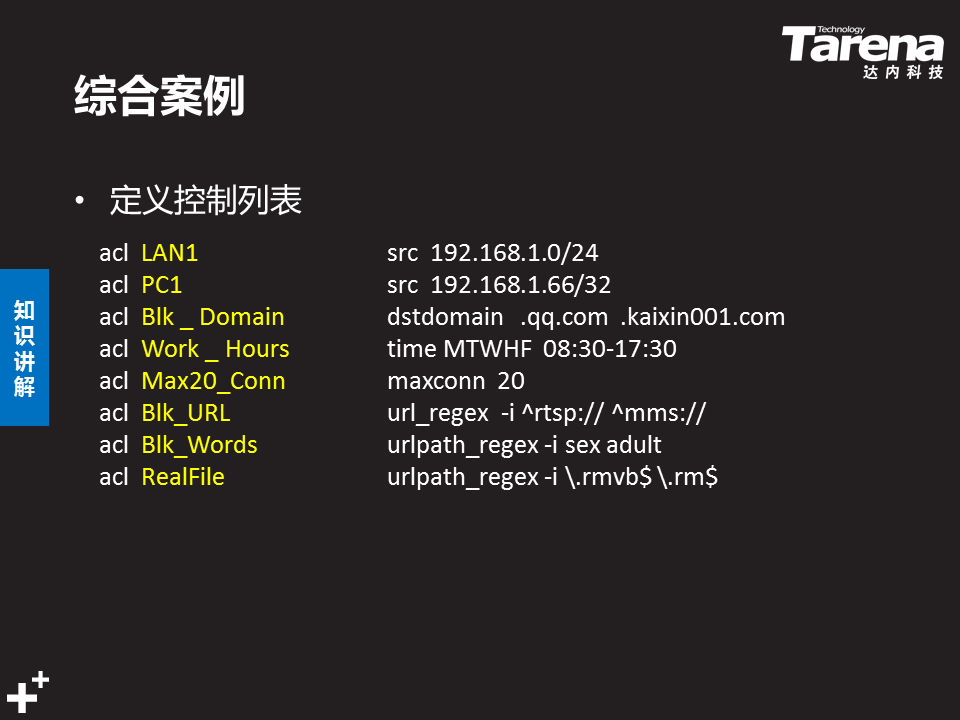 Technology
Tarena
达内科技
综合案例
• 定义控制列表
acl LAN1 src 192.168.1.0/24
acl PC1 src 192.168.1.66/32
acl Blk _ Domain dstdomain .qq.com .kaixin001.com
acl Work _ Hours time MTWHF 08:30-17:30
acl Max20_Conn maxconn 20
acl Blk_URL url_regex -i ^rtsp:// ^mms://
acl Blk_Words urlpath_regex -i sex adult
acl RealFile urlpath_regex -i \.rmvb$ \.rm$
知识讲解